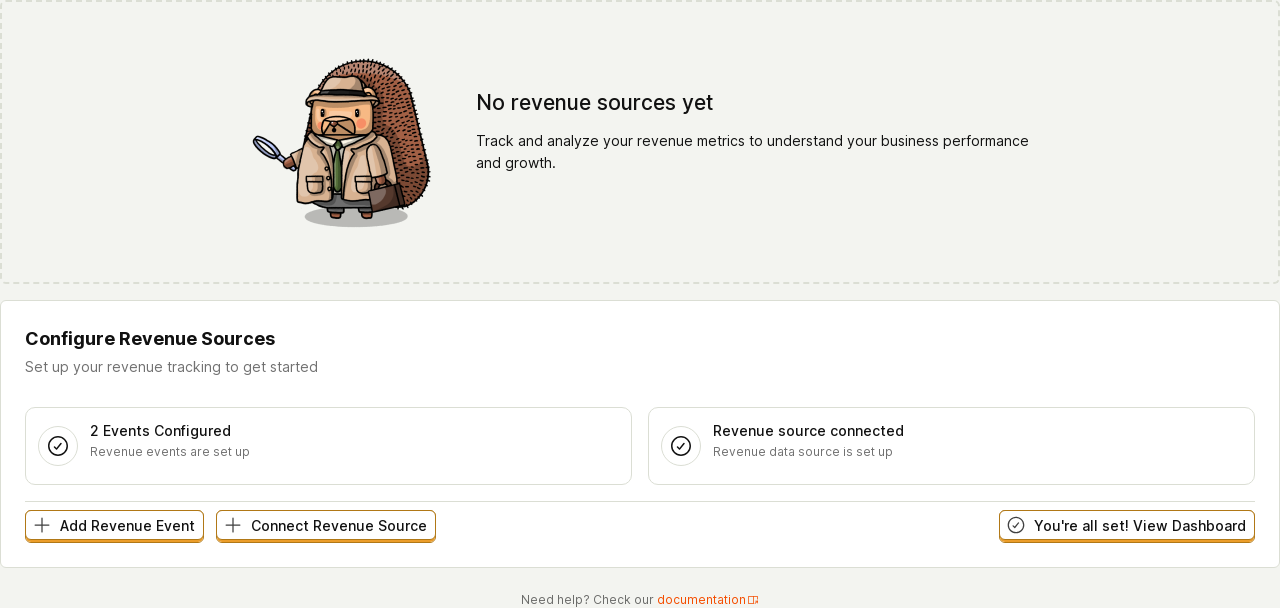 No revenue sources yet
Track and analyze your revenue metrics to understand your business performance
and growth.
Configure Revenue Sources
Set up your revenue tracking to get started
2 Events Configured
Revenue events are set up
Revenue source connected
Revenue data source is set up
Add Revenue Event
Connect Revenue Source
You're all set! View Dashboard
Need help? Check our documentation